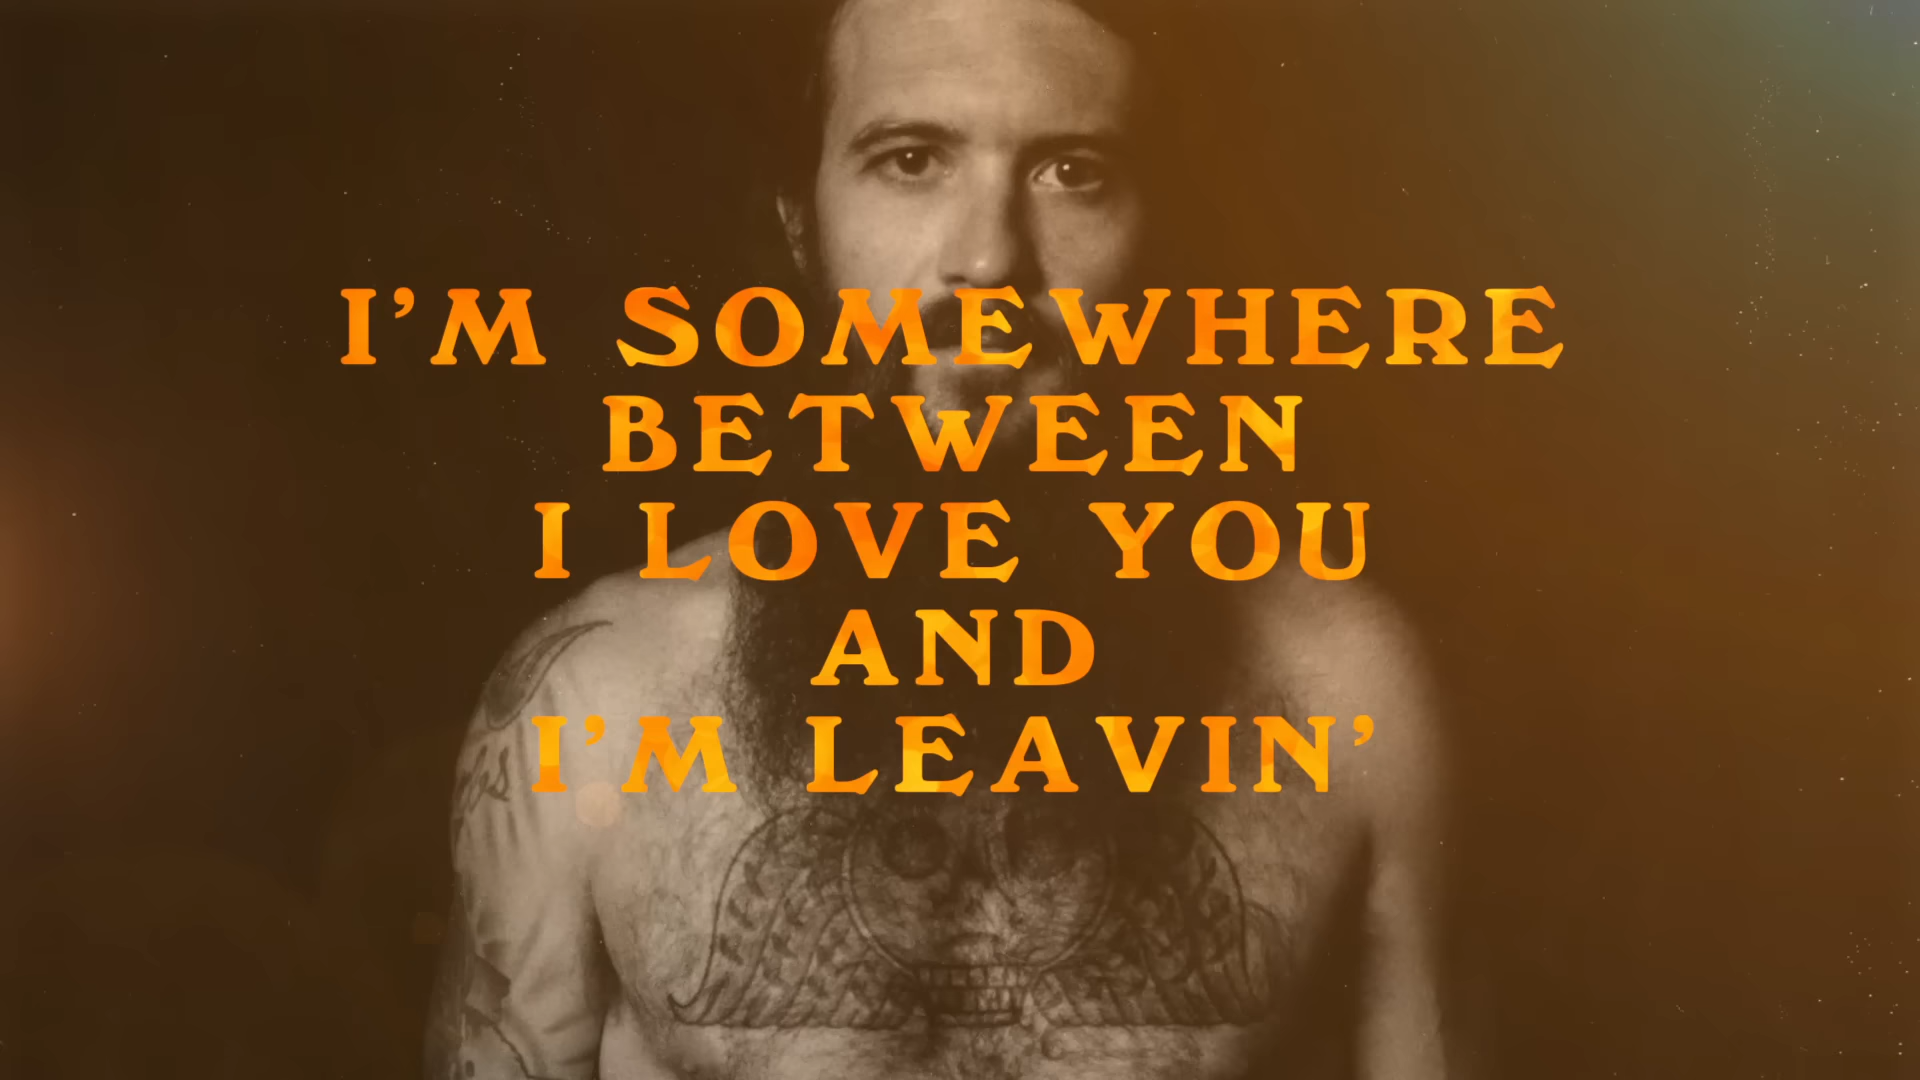 I'M SOMEWHERE
BETWEEN
I LOVE YOU
AND
I'M LEAVIN'